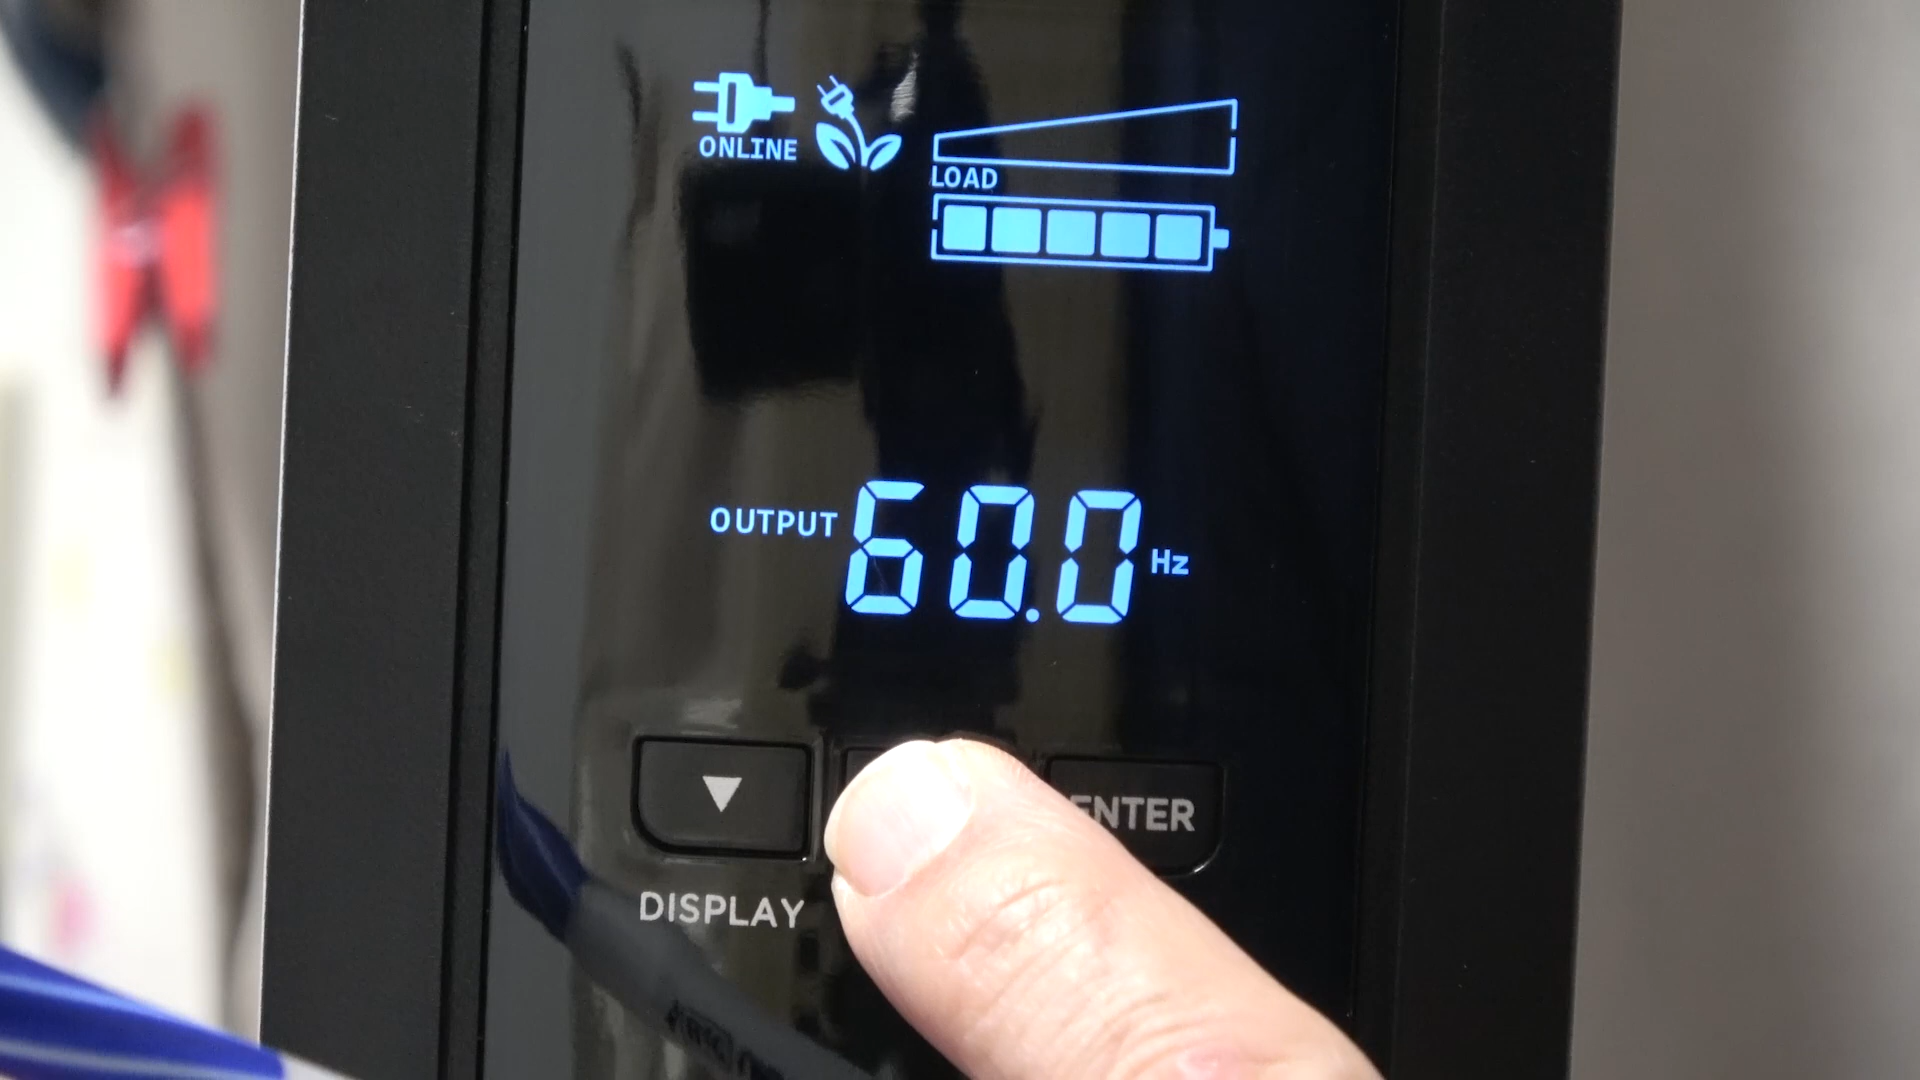 ONLINE
LOAD
OUTPUT 60.0 Hz
▼
ENTER
DISPLAY